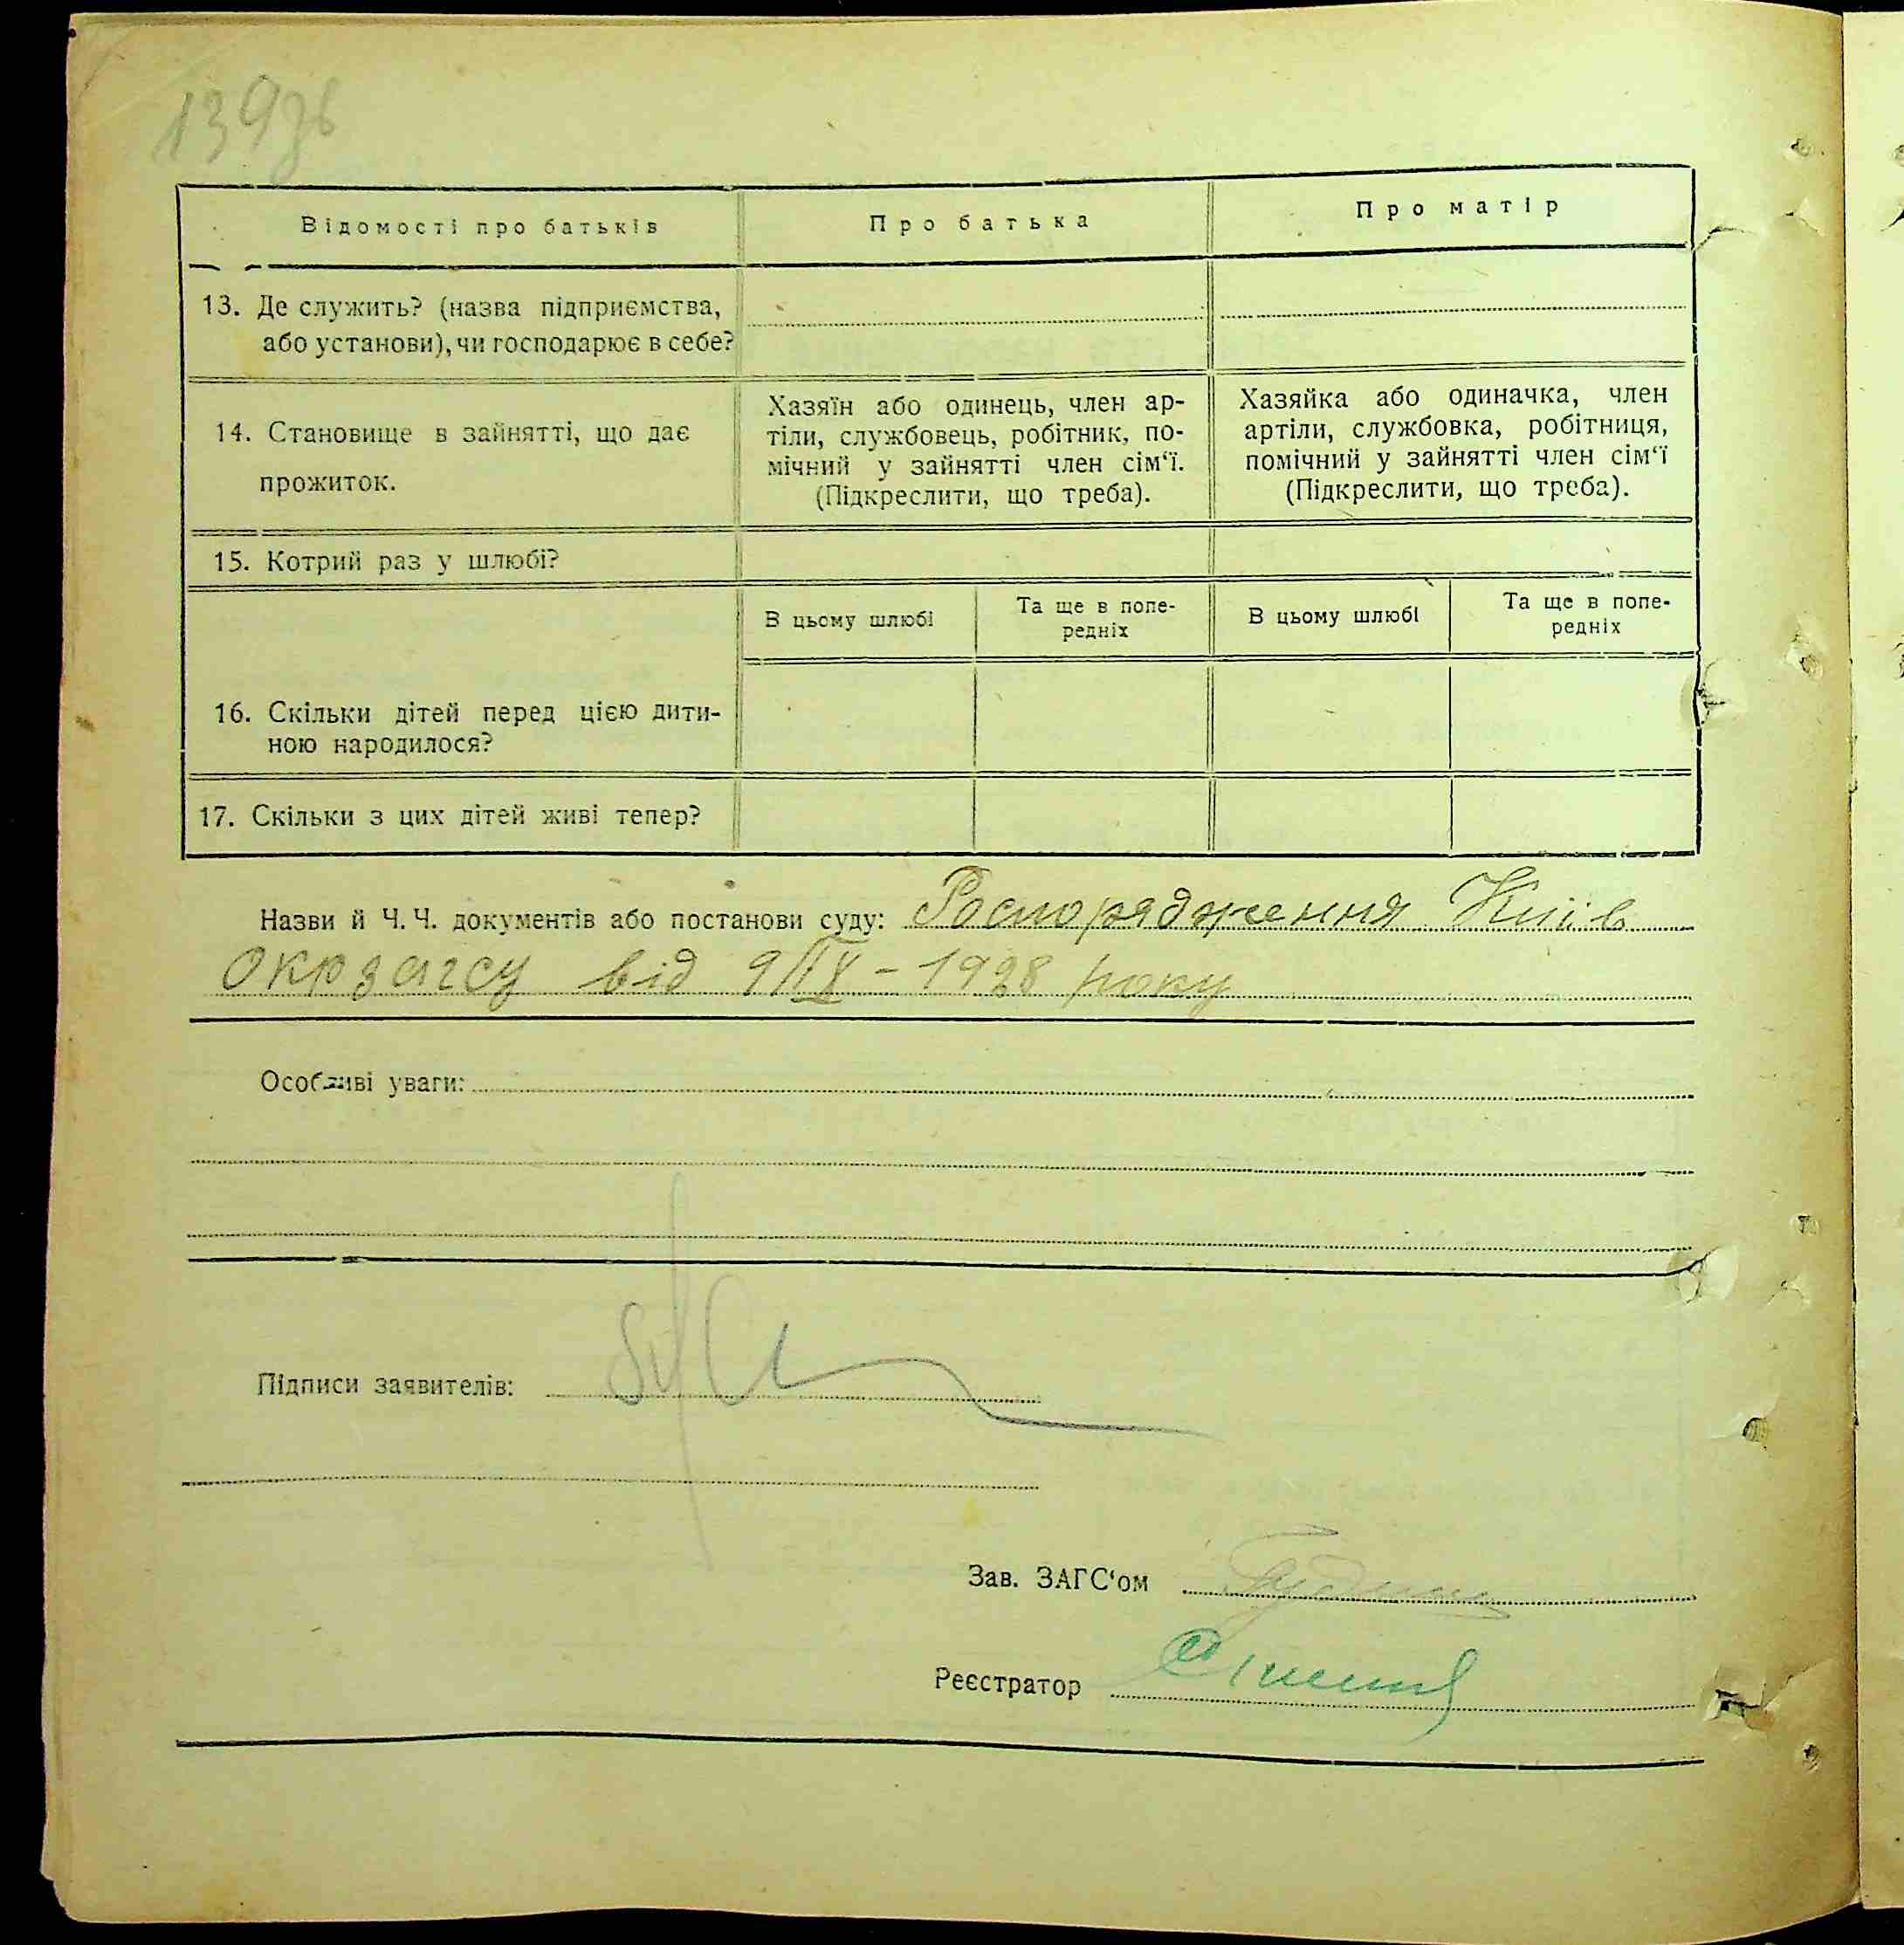 139зв
Відомості про батьків
Про батька
Про матір
13. Де служить? (назва підприємства,
або установи), чи господарює в себе?
14. Становище в зайнятті, що дає
прожиток.
Хазяїн або одинець, член ар-
тіли, службовець, робітник, по-
мічний у зайнятті член сім‘ї.
(Підкреслити, що треба).
Хазяйка або одиначка, член
артіли, службовка, робітниця,
помічний у зайнятті член сім‘ї
(Підкреслити, що треба).
15. Котрий раз у шлюбі?
В цьому шлюбі
Та ще в попе-
редніх
В цьому шлюбі
Та ще в попе-
редніх
16. Скільки дітей перед цією дити-
ною народилося?
17. Скільки з цих дітей живі тепер?
Назви й Ч. Ч. документів або постанови суду: Роспорядження Київ
Окрзагсу від 9/IX - 1928 року
Особливі уваги:
Підписи заявителів:
Зав. ЗАГС‘ом
Реєстратор